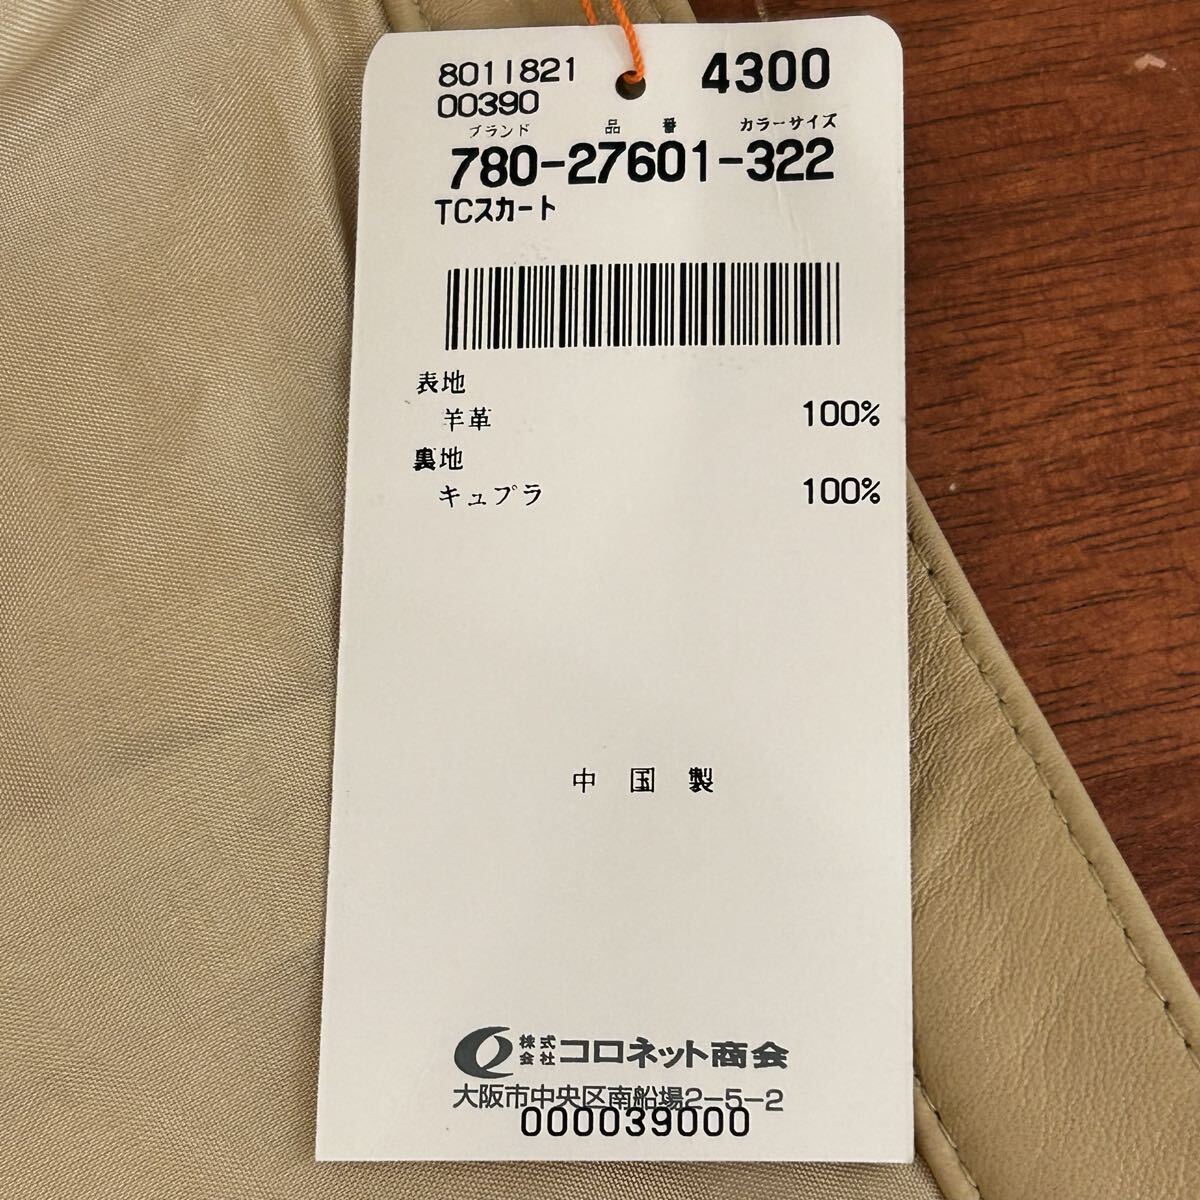 8011821 4300
00390
ブランド 品番 カラーサイズ
780-27601-322
TCスカート
表地
羊革 100%
裏地
キュプラ 100%
中国製
株式会社コロネット商会
大阪市中央区南船場2-5-2
000039000